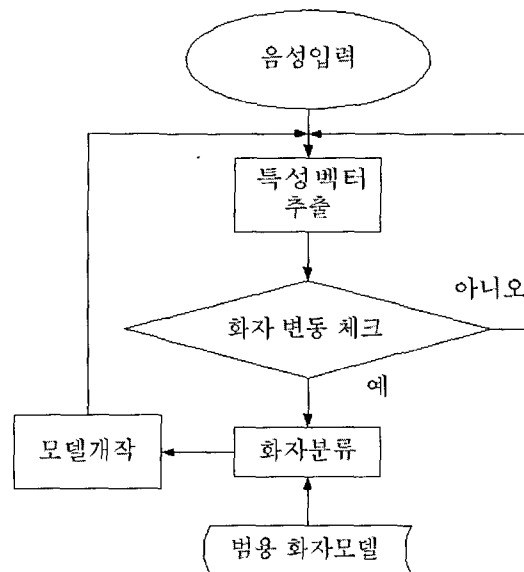 음성입력
특성벡터
추출
아니오
화자 변동 체크
예
모델개작
화자분류
범용 화자모델